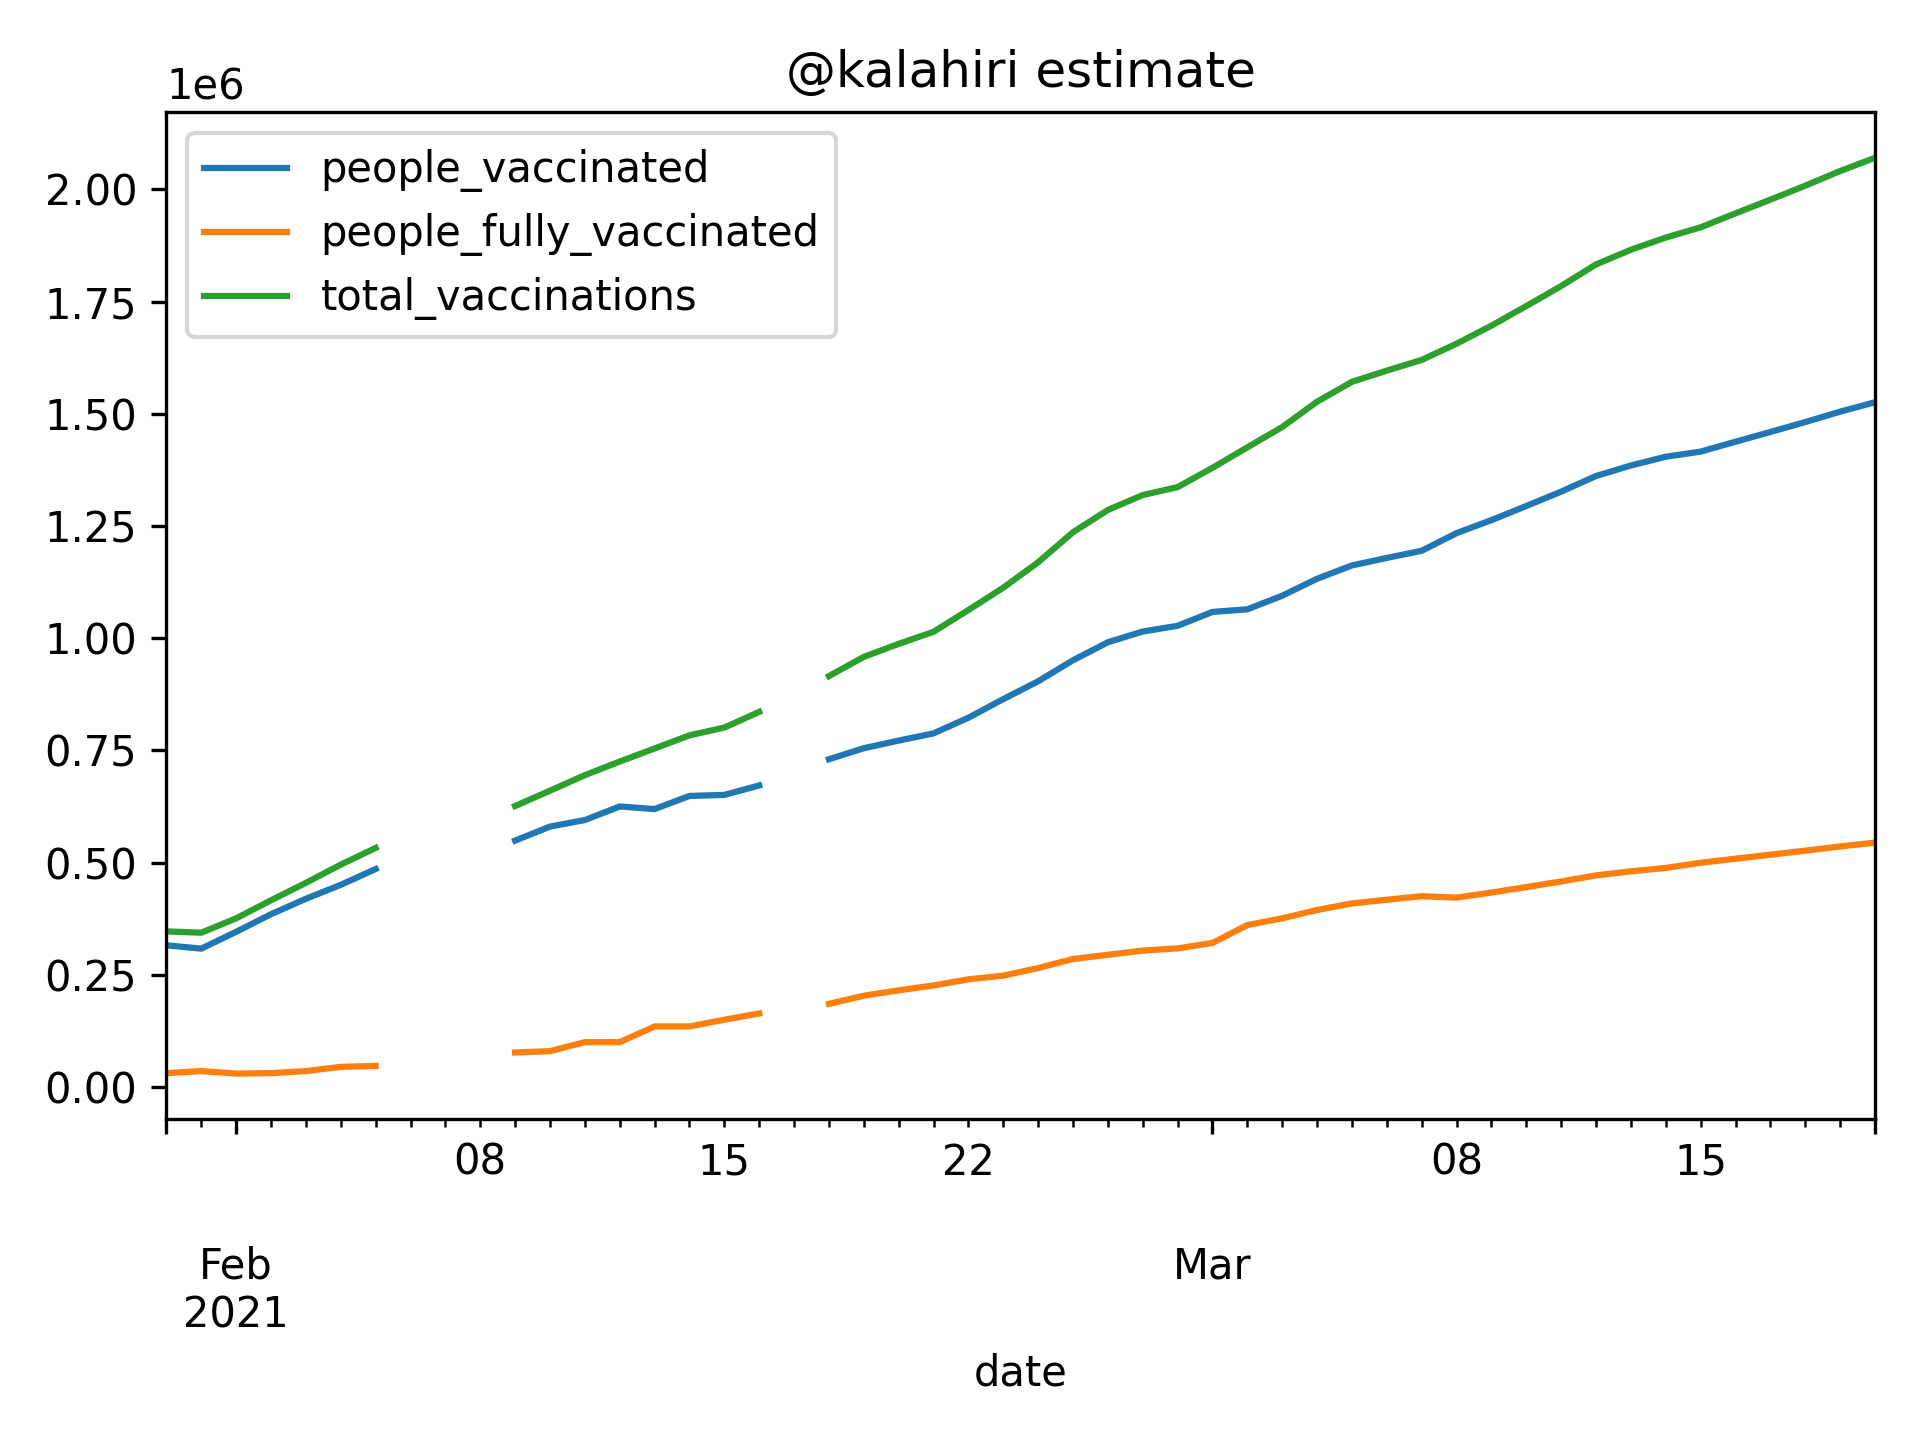 @kalahiri estimate
1e6
people_vaccinated
people_fully_vaccinated
total_vaccinations
2.00
1.75
1.50
1.25
1.00
0.75
0.50
0.25
0.00
08 15 22 08 15
Feb Mar
2021
date